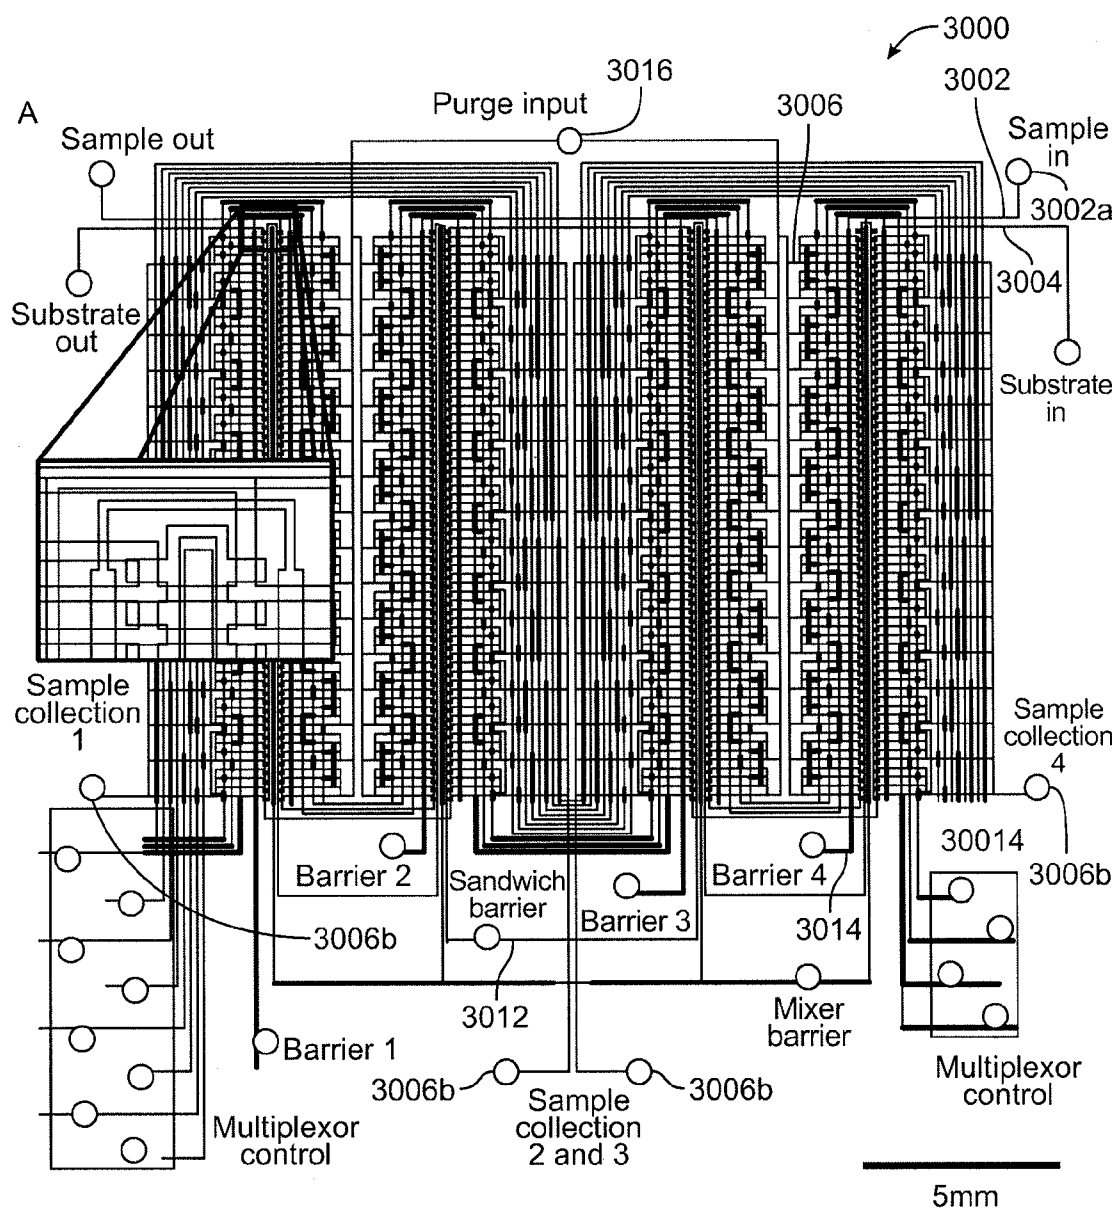 3000
3016
3002
Purge input
3006
A
Sample out
Sample
in
3002a
3004
Substrate
out
Substrate
in
Sample
collection
1
Sample
collection
4
30014
3006b
Barrier 2
Sandwich
barrier
Barrier 3
Barrier 4
3014
3006b
3012
Mixer
barrier
Barrier 1
3006b
3006b
Multiplexor
control
Sample
collection
2 and 3
Multiplexor
control
5mm